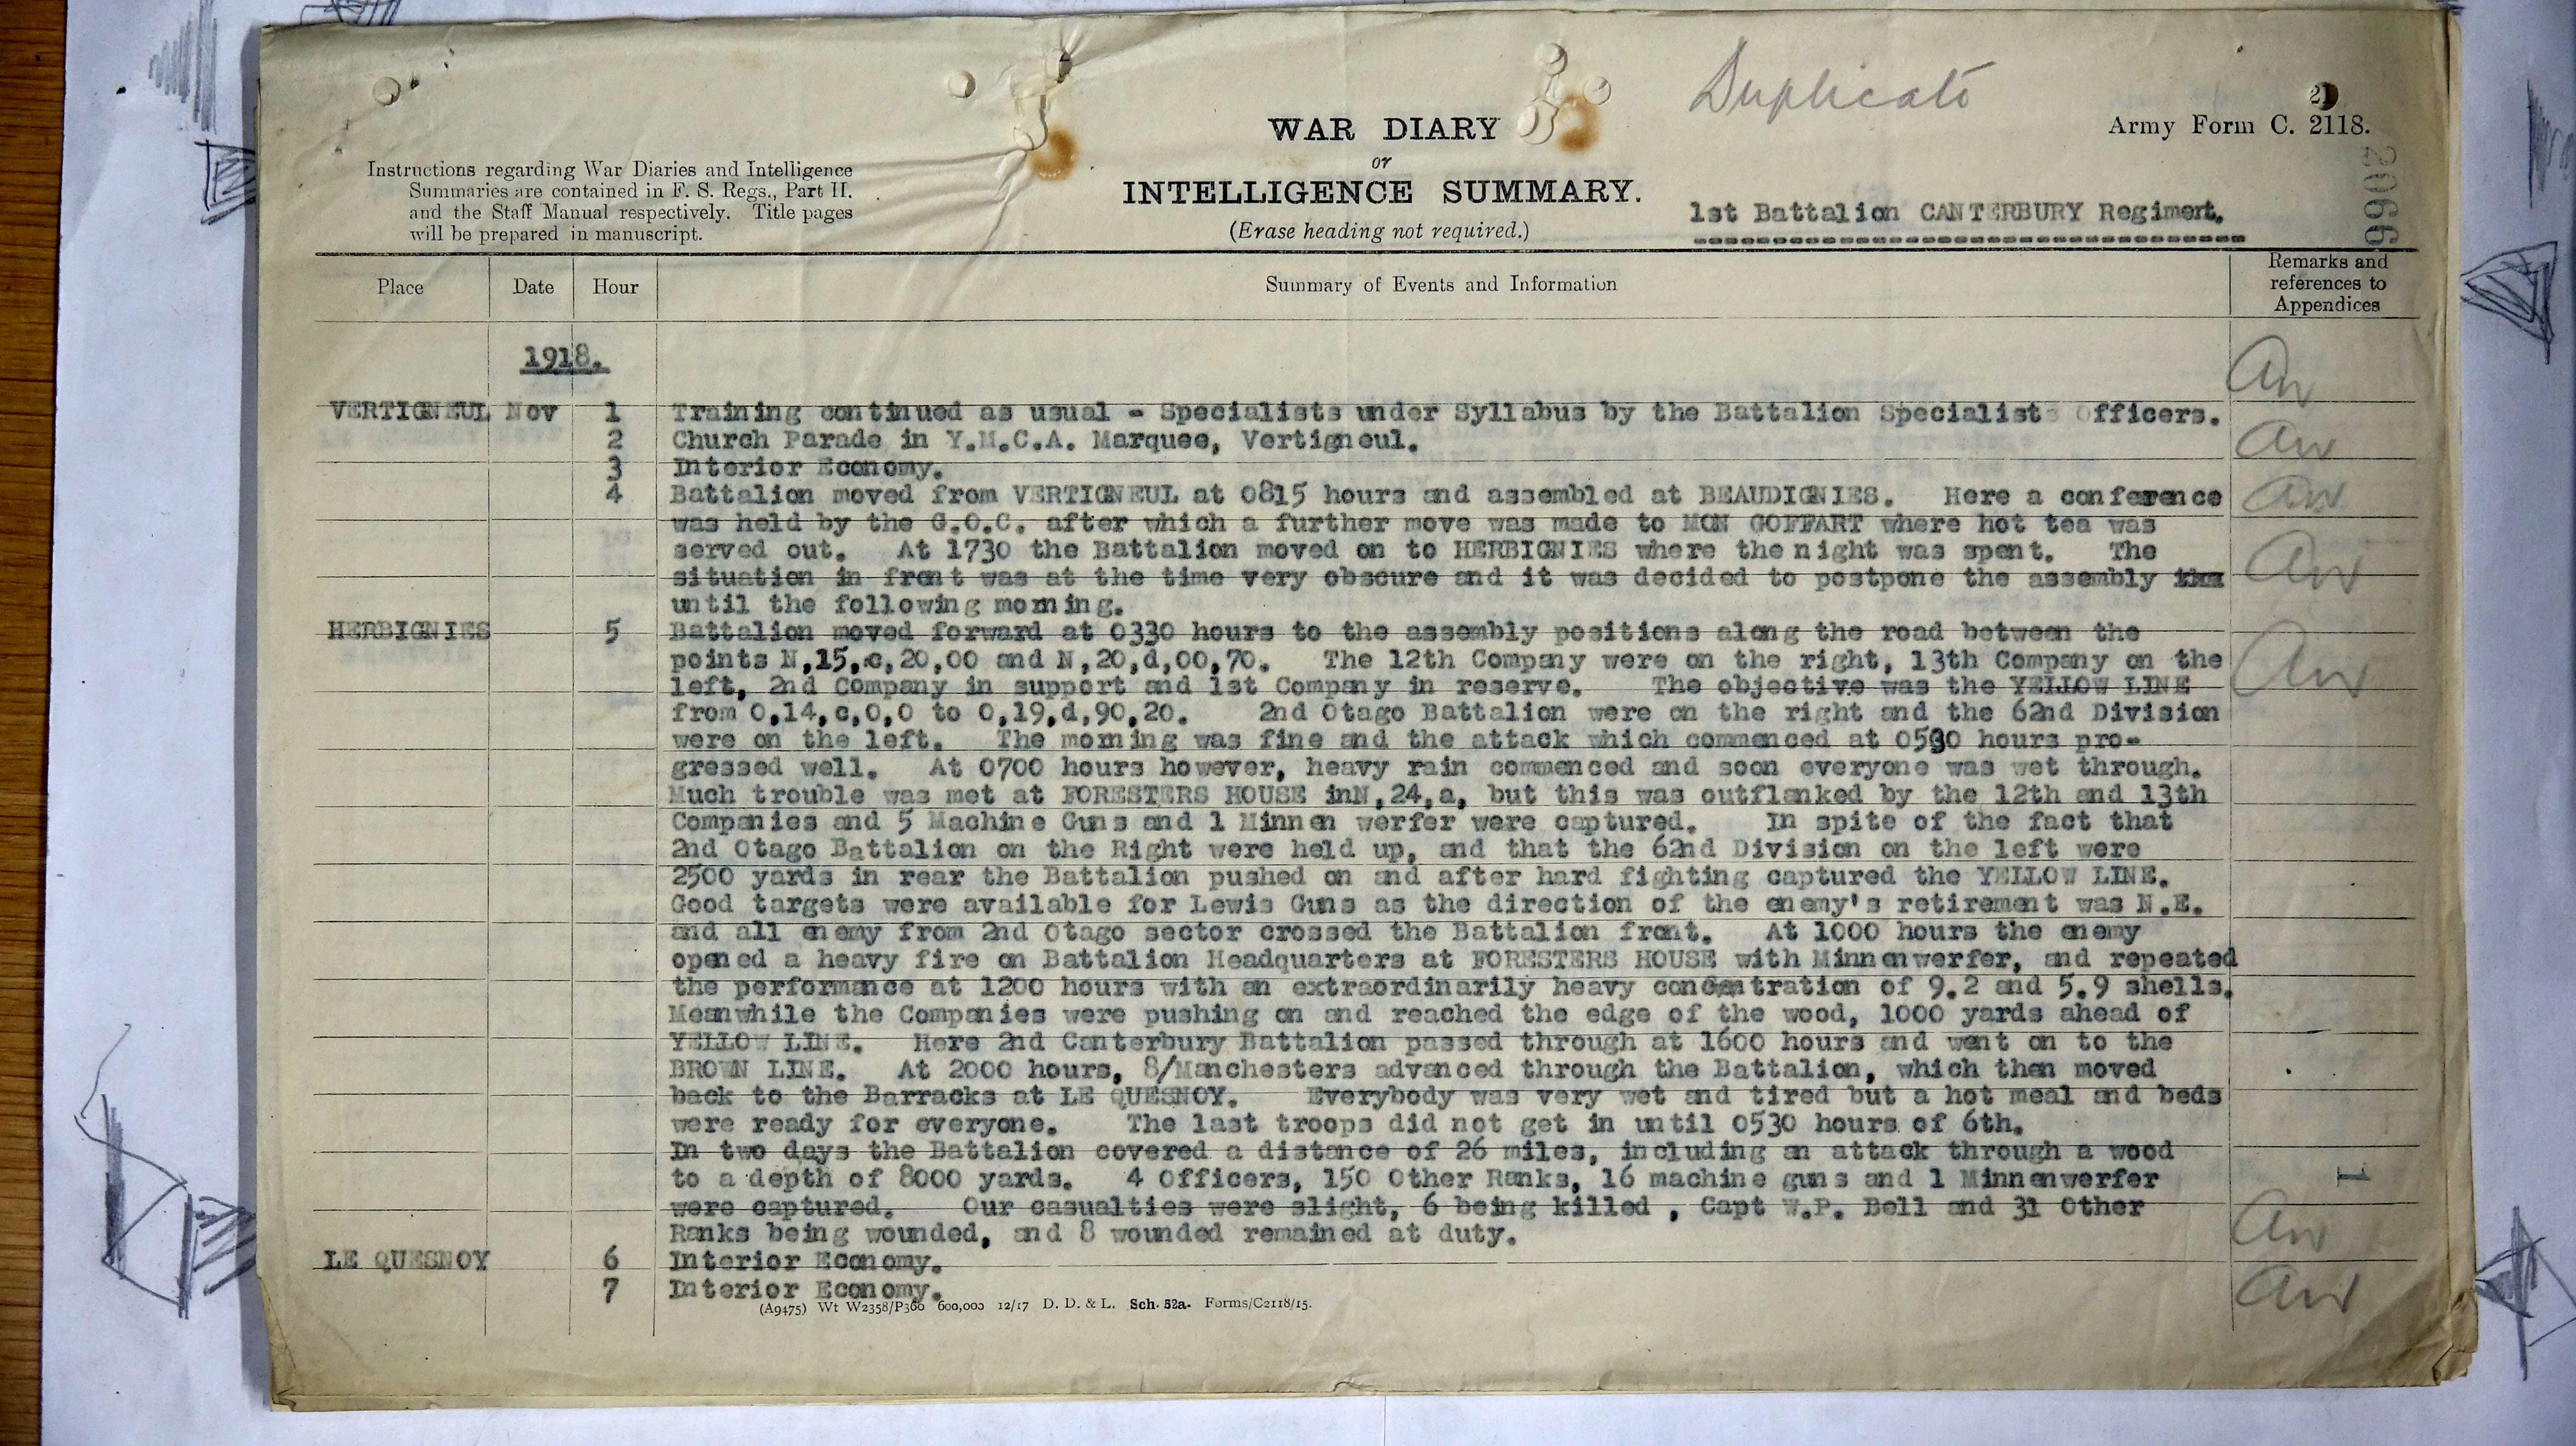 Duplicate
21
WAR DIARY
or
INTELLIGENCE SUMMARY.
(Erase heading not required.)
Army Form C. 2118.
2066
Instructions regarding War Diaries and Intelligence
Summaries are contained in F. S. Regs., Part II.
and the Staff Manual respectively. Title pages
will be prepared in manuscript.
1st Battalion CANTERBURY Regiment.
Place Date Hour Summary of Events and Information Remarks and references to Appendices
1918.
VERTIGNEUL Nov 1 Training continued as usual - Specialists under Syllabus by the Battalion Specialist Officers.
2 Church Parade in Y.M.C.A. Marquee, Vertigneul.
3 Interior Economy.
4 Battalion moved from VERTIGNEUL at 0815 hours and assembled at BEAUDIGNIES. Here a conference
was held by the G.O.C. after which a further move was made to MON GOFFART where hot tea was
served out. At 1730 the Battalion moved on to HERBIGNIES where the night was spent. The
situation in front was at the time very obscure and it was decided to postpone the assembly
until the following morning.
HERBIGNIES 5 Battalion moved forward at 0330 hours to the assembly positions along the road between the
points N,15,c,20,00 and N,20,d,00,70. The 12th Company were on the right, 13th Company on the
left, 2nd Company in support and 1st Company in reserve. The objective was the YELLOW LINE
from O,14,c,0,0 to O,19,d,90,20. 2nd Otago Battalion were on the right and the 62nd Division
were on the left. The morning was fine and the attack which commenced at hours pro-
gressed well. At 0700 hours however, heavy rain commenced and soon everyone was wet through.
Much trouble was met at FORESTERS HOUSE inN,24,a, but this was outflanked by the 12th and 13th
Companies and 5 Machine Guns and 1 Minnen werfer were captured. In spite of the fact that
2nd Otago Battalion on the Right were held up, and that the 62nd Division on the left were
2500 yards in rear the Battalion pushed on and after hard fighting captured the YELLOW LINE.
Good targets were available for Lewis Guns as the direction of the enemy's retirement was N.E.
and all enemy from 2nd Otago sector crossed the Battalion front. At 1000 hours the enemy
opened a heavy fire on Battalion Headquarters at FORESTERS HOUSE with Minnenwerfer, and repeated
the performance at 1200 hours with an extraordinarily heavy concentration of 9.2 and 5.9 shells.
Meanwhile the Companies were pushing on and reached the edge of the wood, 1000 yards ahead of
YELLOW LINE. Here 2nd Canterbury Battalion passed through at 1600 hours and went on to the
BROWN LINE. At 2000 hours, 8/Manchesters advanced through the Battalion, which then moved
back to the Barracks at LE QUESNOY. Everybody was very wet and tired but a hot meal and beds
were ready for everyone. The last troops did not get in until 0530 hours of 6th.
In two days the Battalion covered a distance of 26 miles, including an attack through a wood
to a depth of 8000 yards. 4 Officers, 150 Other Ranks, 16 machine guns and 1 Minnenwerfer
were captured. Our casualties were slight, 6 being killed , Capt W.P. Bell and 31 Other
Ranks being wounded, and 8 wounded remained at duty.
LE QUESNOY 6 Interior Economy.
7 Interior Economy.
(A9475) Wt W2358/P360 600,000 12/17 D. D. & L. Sch. 52a. Forms/C2118/15.